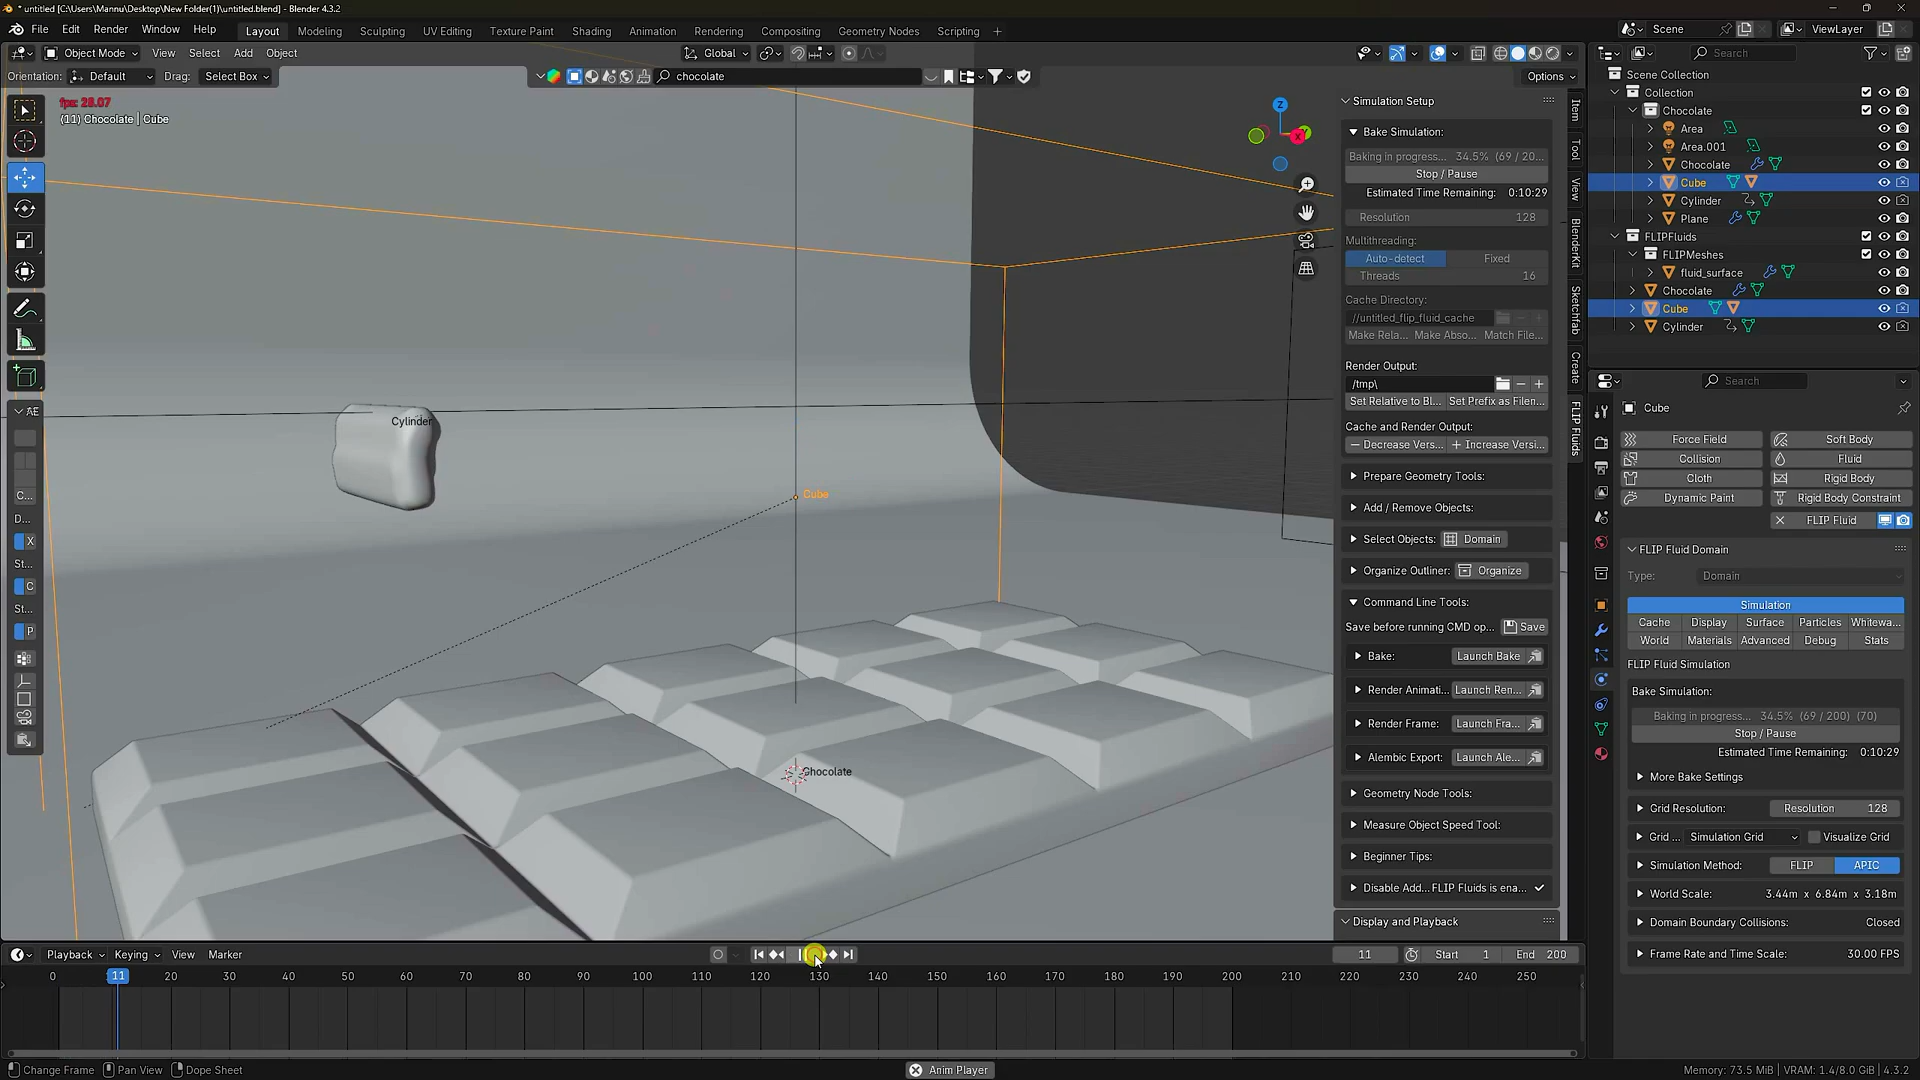 * untitled [C:\Users\Mannu\Desktop\New Folder(1)\untitled.blend] - Blender 4.3.2
File Edit Render Window Help Layout Modeling Sculpting UV Editing Texture Paint Shading Animation Rendering Compositing Geometry Nodes Scripting + Scene ViewLayer
Object Mode View Select Add Object Global Search
Orientation: Default Drag: Select Box chocolate Options
fps: 28.07
(11) Chocolate | Cube
Z
X
Cylinder
Cube
Chocolate
AE
C...
D...
X
St...
C
St...
P
Simulation Setup
Bake Simulation:
Baking in progress... 34.5% (69 / 20...
Stop / Pause
Estimated Time Remaining: 0:10:29
Resolution 128
Multithreading:
Auto-detect Fixed
Threads 16
Cache Directory:
//untitled_flip_fluid_cache
Make Rela... Make Abso... Match File...
Render Output:
/tmp\
Set Relative to Bl... Set Prefix as Filen...
Cache and Render Output:
Decrease Vers... Increase Versi...
Prepare Geometry Tools:
Add / Remove Objects:
Select Objects: Domain
Organize Outliner: Organize
Command Line Tools:
Save before running CMD op... Save
Bake: Launch Bake
Render Animati... Launch Ren...
Render Frame: Launch Fra...
Alembic Export: Launch Ale...
Geometry Node Tools:
Measure Object Speed Tool:
Beginner Tips:
Disable Add... FLIP Fluids is ena...
Display and Playback
Item
Tool
View
BlenderKit
Sketchfab
Create
FLIP Fluids
Scene Collection
Collection
Chocolate
Area
Area.001
Chocolate
Cube
Cylinder
Plane
FLIPFluids
FLIPMeshes
fluid_surface
Chocolate
Cube
Cylinder
Search
Cube
Force Field Soft Body
Collision Fluid
Cloth Rigid Body
Dynamic Paint Rigid Body Constraint
FLIP Fluid
FLIP Fluid Domain
Type: Domain
Simulation
Cache Display Surface Particles Whitewa...
World Materials Advanced Debug Stats
FLIP Fluid Simulation
Bake Simulation:
Baking in progress... 34.5% (69 / 200) (70)
Stop / Pause
Estimated Time Remaining: 0:10:29
More Bake Settings
Grid Resolution: Resolution 128
Grid ... Simulation Grid Visualize Grid
Simulation Method: FLIP APIC
World Scale: 3.44m x 6.84m x 3.18m
Domain Boundary Collisions: Closed
Frame Rate and Time Scale: 30.00 FPS
Playback Keying View Marker 11 Start 1 End 200
0 11 20 30 40 50 60 70 80 90 100 110 120 130 140 150 160 170 180 190 200 210 220 230 240 250
Change Frame Pan View Dope Sheet Anim Player Memory: 73.5 MiB | VRAM: 1.4/8.0 GiB | 4.3.2